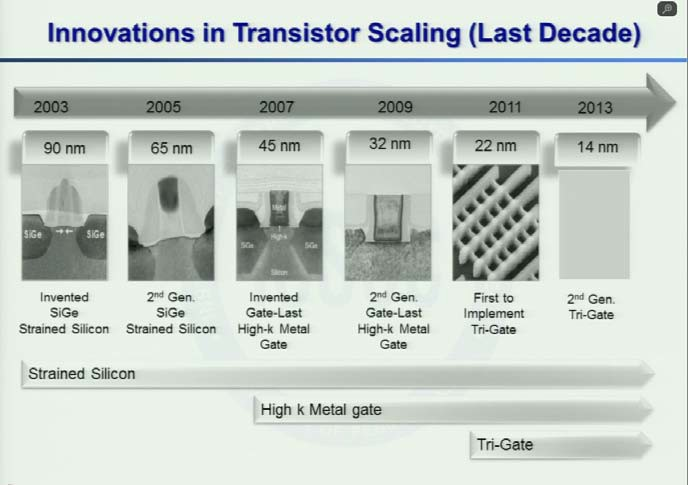 Innovations in Transistor Scaling (Last Decade)
2003 2005 2007 2009 2011 2013
90 nm 65 nm 45 nm 32 nm 22 nm 14 nm
SiGe SiGe
Metal
High-k
SiGe SiGe
Silicon
Invented
SiGe
Strained Silicon
2nd Gen.
SiGe
Strained Silicon
Invented
Gate-Last
High-k Metal
Gate
2nd Gen.
Gate-Last
High-k Metal
Gate
First to
Implement
Tri-Gate
2nd Gen.
Tri-Gate
Strained Silicon
High k Metal gate
Tri-Gate